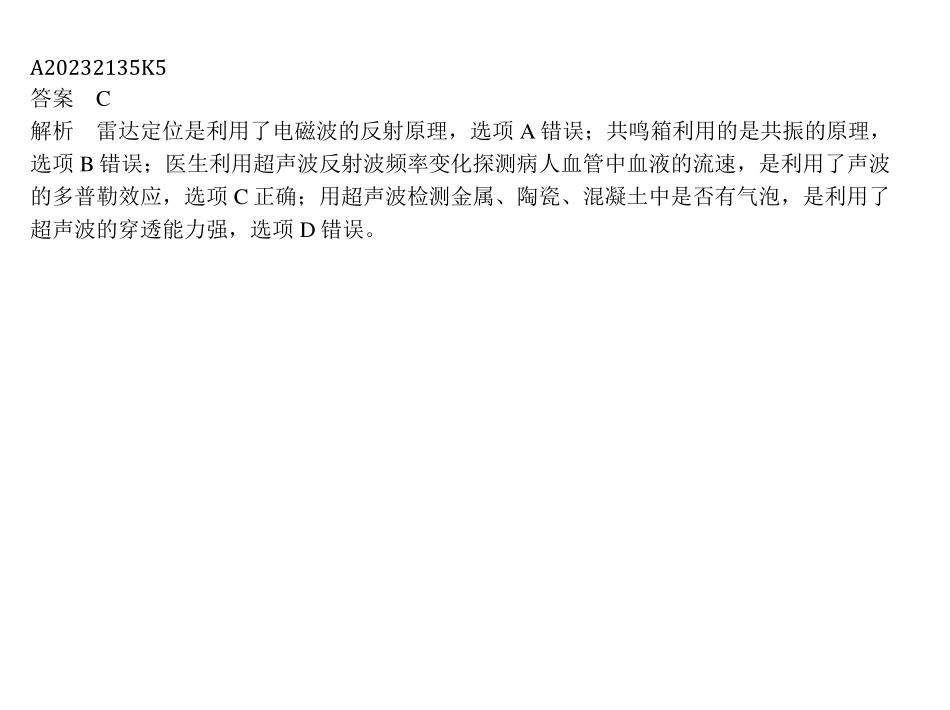 A20232135K5
答案　C
解析　雷达定位是利用了电磁波的反射原理，选项 A 错误；共鸣箱利用的是共振的原理，
选项 B 错误；医生利用超声波反射波频率变化探测病人血管中血液的流速，是利用了声波
的多普勒效应，选项 C 正确；用超声波检测金属、陶瓷、混凝土中是否有气泡，是利用了
超声波的穿透能力强，选项 D 错误。